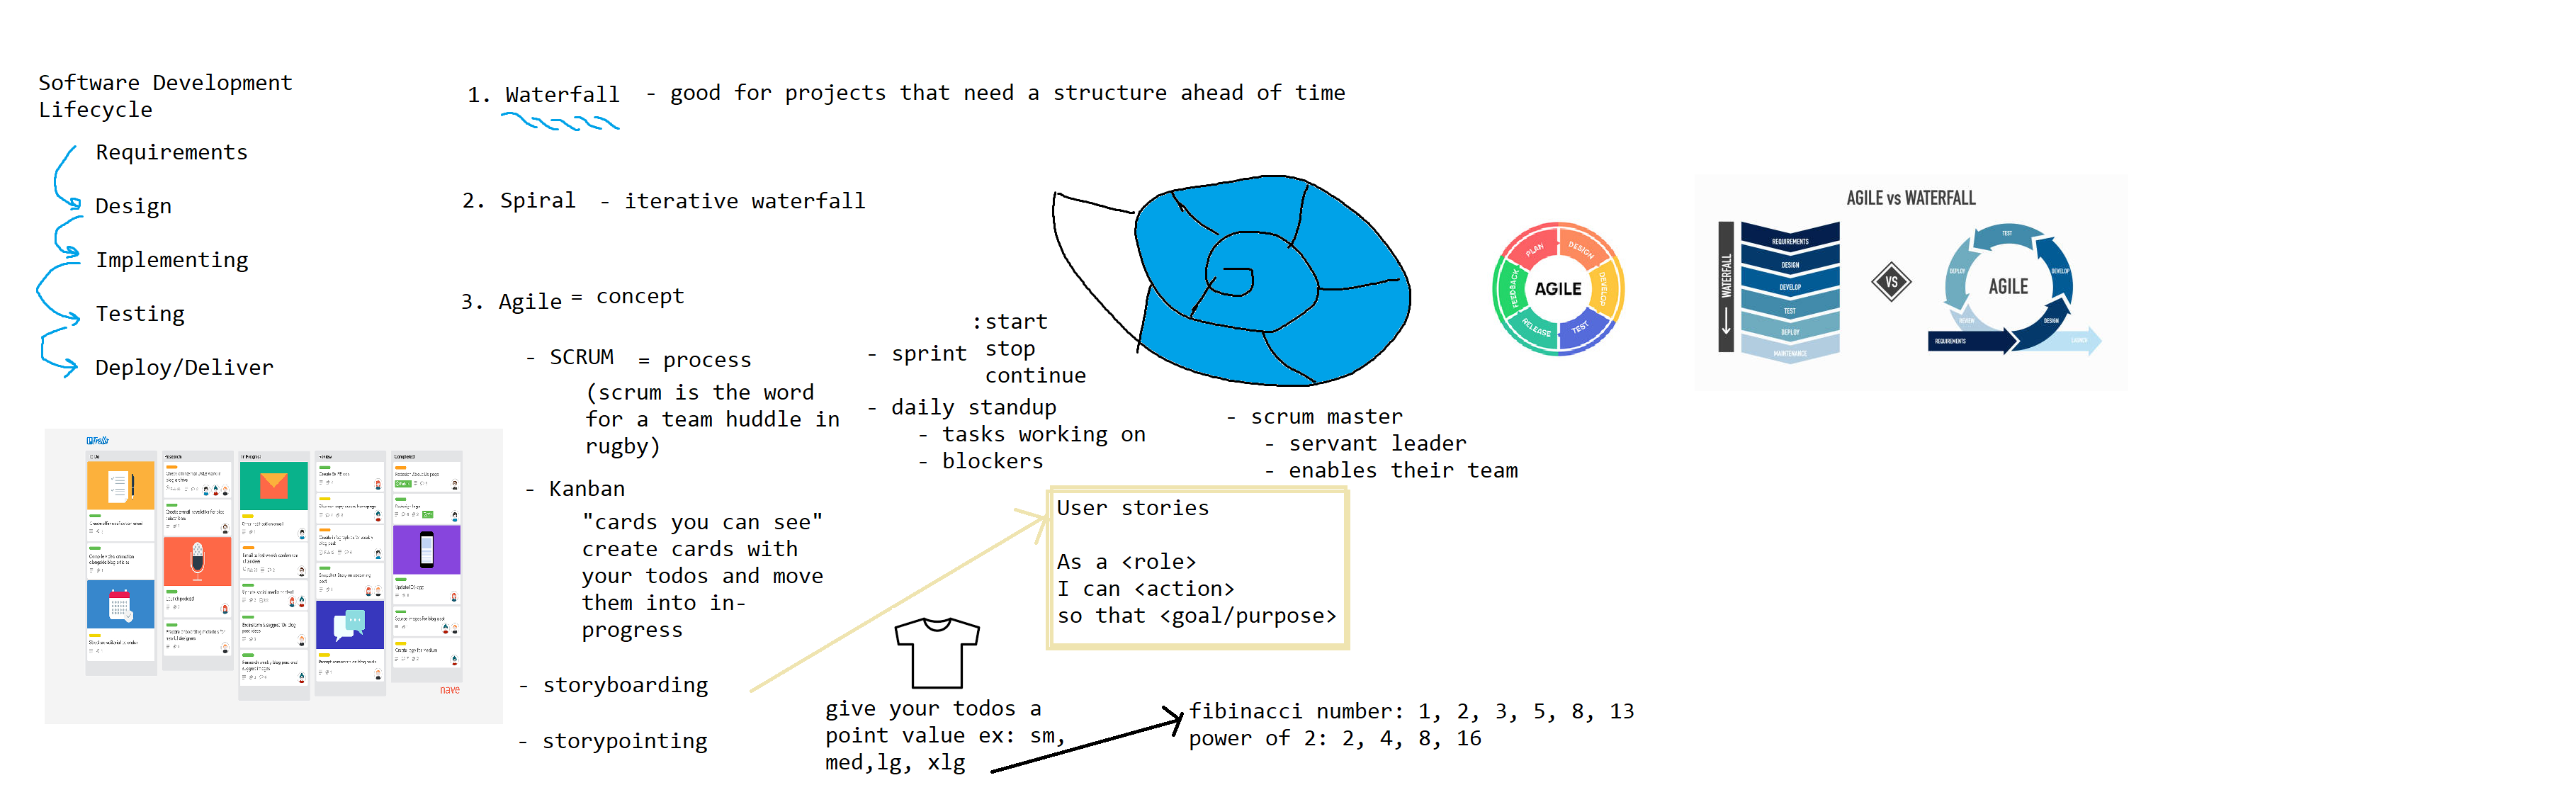 Software Development
Lifecycle
Requirements
Design
Implementing
Testing
Deploy/Deliver
1. Waterfall - good for projects that need a structure ahead of time
2. Spiral - iterative waterfall
3. Agile = concept
- SCRUM = process
(scrum is the word
for a team huddle in
rugby)
- Kanban
"cards you can see"
create cards with
your todos and move
them into in-
progress
- storyboarding
- storypointing
- sprint
:start
stop
continue
- daily standup
- tasks working on
- blockers
- scrum master
- servant leader
- enables their team
User stories
As a <role>
I can <action>
so that <goal/purpose>
give your todos a
point value ex: sm,
med,lg, xlg
fibinacci number: 1, 2, 3, 5, 8, 13
power of 2: 2, 4, 8, 16
PLAN
DESIGN
DEVELOP
TEST
RELEASE
FEEDBACK
AGILE
AGILE vs WATERFALL
WATERFALL
REQUIREMENTS
DESIGN
DEVELOP
TEST
DEPLOY
MAINTENANCE
VS
TEST
DEVELOP
DESIGN
REVIEW
DEPLOY
AGILE
REQUIREMENTS
LAUNCH
Trello
Completed
nave